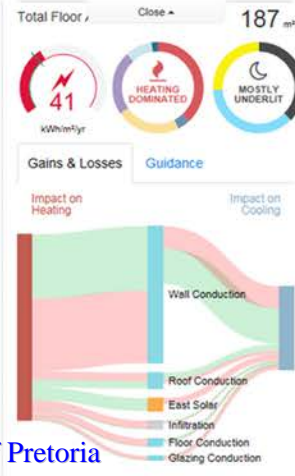 Total Floor
Close
187 m²
41
kWh/m²/yr
HEATING
DOMINATED
MOSTLY
UNDERLIT
Gains & Losses
Guidance
Impact on
Heating
Impact on
Cooling
Wall Conduction
Roof Conduction
East Solar
Infiltration
Floor Conduction
Glazing Conduction
Pretoria